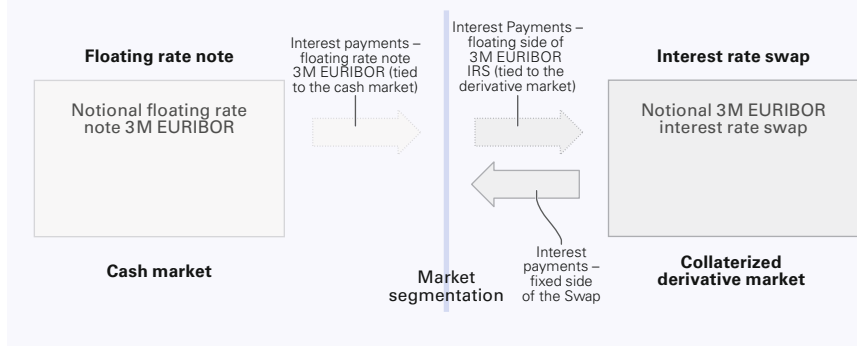 Floating rate note
Notional floating rate
note 3M EURIBOR
Cash market
Interest payments –
floating rate note
3M EURIBOR (tied
to the cash market)
Market
segmentation
Interest Payments –
floating side of
3M EURIBOR
IRS (tied to the
derivative market)
Interest
payments –
fixed side
of the Swap
Interest rate swap
Notional 3M EURIBOR
interest rate swap
Collaterized
derivative market